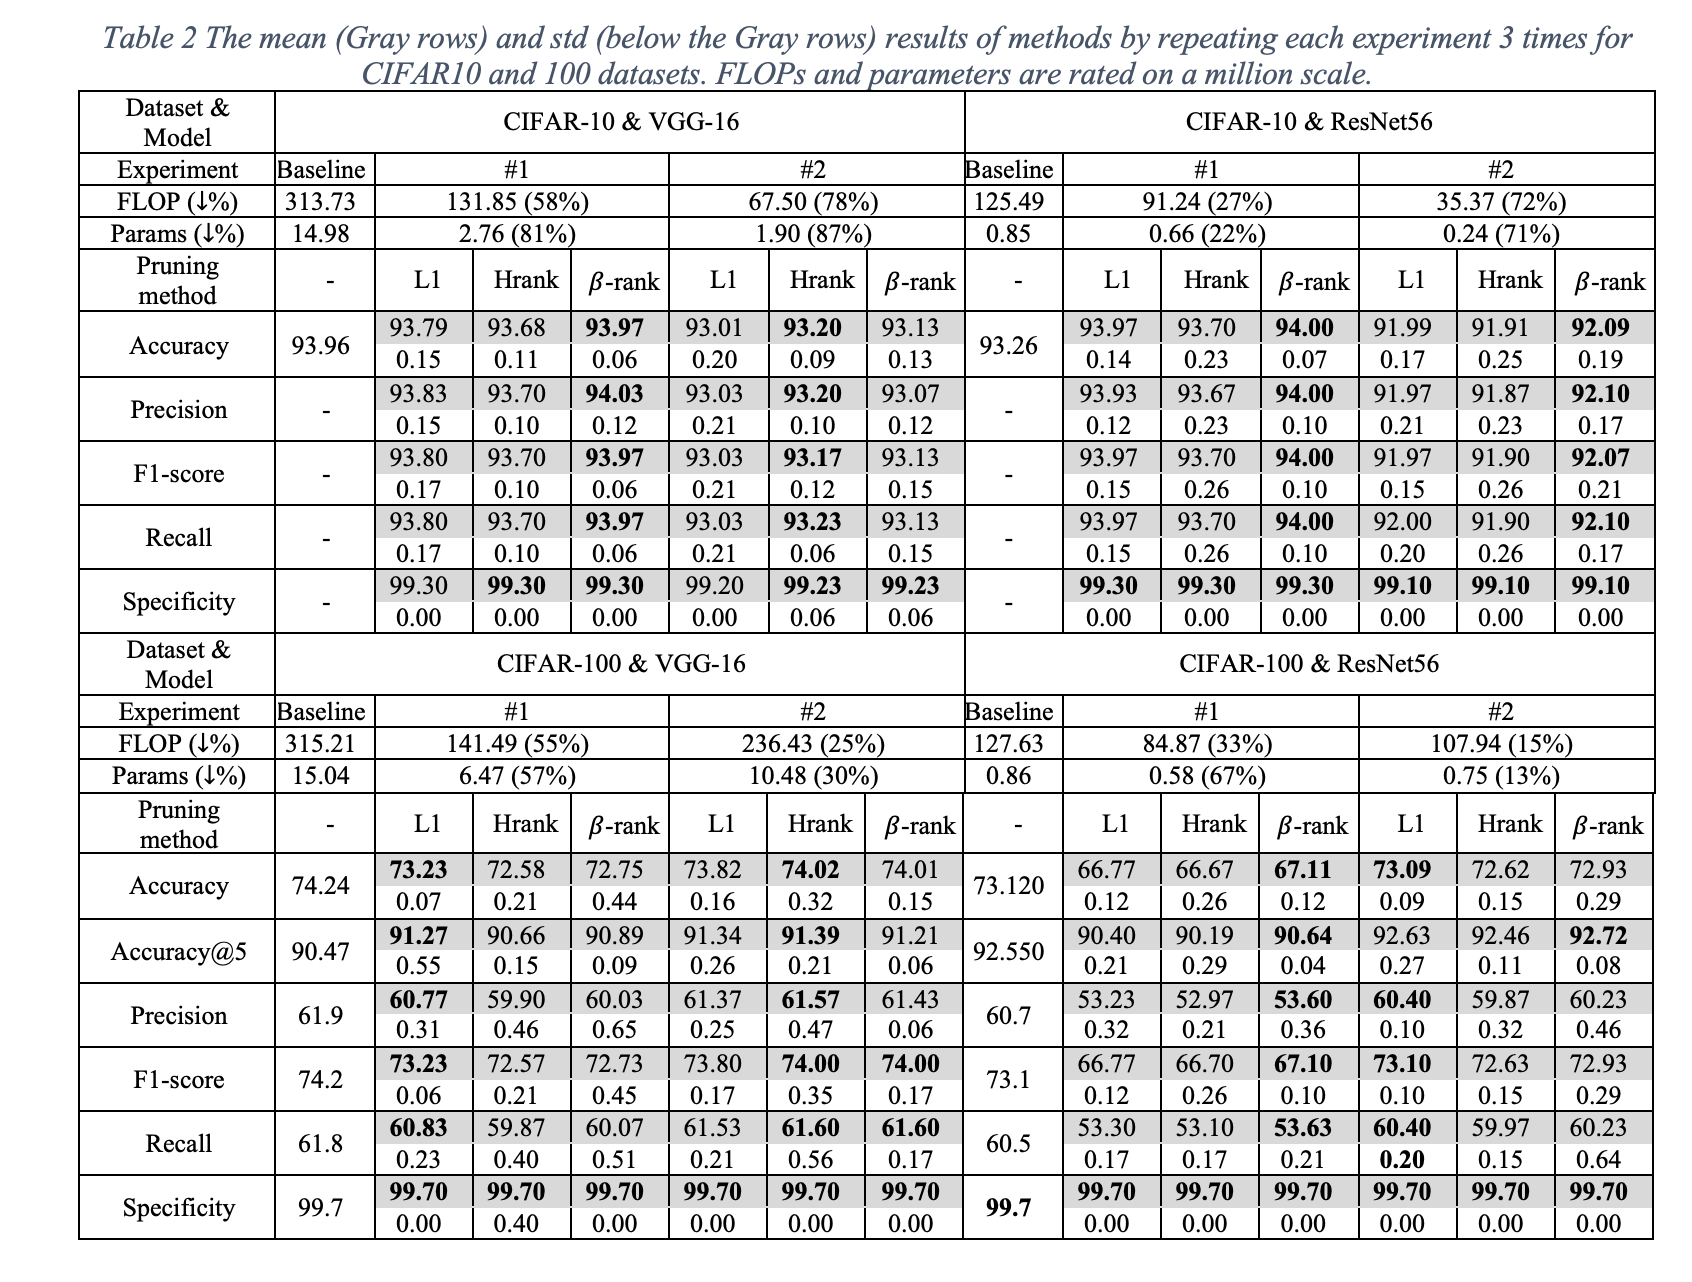 Table 2 The mean (Gray rows) and std (below the Gray rows) results of methods by repeating each experiment 3 times for
CIFAR10 and 100 datasets. FLOPs and parameters are rated on a million scale.
Dataset &
Model
CIFAR-10 & VGG-16 CIFAR-10 & ResNet56
Experiment Baseline #1 #2 Baseline #1 #2
FLOP (↓%) 313.73 131.85 (58%) 67.50 (78%) 125.49 91.24 (27%) 35.37 (72%)
Params (↓%) 14.98 2.76 (81%) 1.90 (87%) 0.85 0.66 (22%) 0.24 (71%)
Pruning
method
- L1 Hrank β-rank L1 Hrank β-rank - L1 Hrank β-rank L1 Hrank β-rank
Accuracy 93.96 93.79 93.68 93.97 93.01 93.20 93.13 93.26 93.97 93.70 94.00 91.99 91.91 92.09
0.15 0.11 0.06 0.20 0.09 0.13 0.14 0.23 0.07 0.17 0.25 0.19
Precision - 93.83 93.70 94.03 93.03 93.20 93.07 - 93.93 93.67 94.00 91.97 91.87 92.10
0.15 0.10 0.12 0.21 0.10 0.12 0.12 0.23 0.10 0.21 0.23 0.17
F1-score - 93.80 93.70 93.97 93.03 93.17 93.13 - 93.97 93.70 94.00 91.97 91.90 92.07
0.17 0.10 0.06 0.21 0.12 0.15 0.15 0.26 0.10 0.15 0.26 0.21
Recall - 93.80 93.70 93.97 93.03 93.23 93.13 - 93.97 93.70 94.00 92.00 91.90 92.10
0.17 0.10 0.06 0.21 0.06 0.15 0.15 0.26 0.10 0.20 0.26 0.17
Specificity - 99.30 99.30 99.30 99.20 99.23 99.23 - 99.30 99.30 99.30 99.10 99.10 99.10
0.00 0.00 0.00 0.00 0.06 0.06 0.00 0.00 0.00 0.00 0.00 0.00
Dataset &
Model
CIFAR-100 & VGG-16 CIFAR-100 & ResNet56
Experiment Baseline #1 #2 Baseline #1 #2
FLOP (↓%) 315.21 141.49 (55%) 236.43 (25%) 127.63 84.87 (33%) 107.94 (15%)
Params (↓%) 15.04 6.47 (57%) 10.48 (30%) 0.86 0.58 (67%) 0.75 (13%)
Pruning
method
- L1 Hrank β-rank L1 Hrank β-rank - L1 Hrank β-rank L1 Hrank β-rank
Accuracy 74.24 73.23 72.58 72.75 73.82 74.02 74.01 73.120 66.77 66.67 67.11 73.09 72.62 72.93
0.07 0.21 0.44 0.16 0.32 0.15 0.12 0.26 0.12 0.09 0.15 0.29
Accuracy@5 90.47 91.27 90.66 90.89 91.34 91.39 91.21 92.550 90.40 90.19 90.64 92.63 92.46 92.72
0.55 0.15 0.09 0.26 0.21 0.06 0.21 0.29 0.04 0.27 0.11 0.08
Precision 61.9 60.77 59.90 60.03 61.37 61.57 61.43 60.7 53.23 52.97 53.60 60.40 59.87 60.23
0.31 0.46 0.65 0.25 0.47 0.06 0.32 0.21 0.36 0.10 0.32 0.46
F1-score 74.2 73.23 72.57 72.73 73.80 74.00 74.00 73.1 66.77 66.70 67.10 73.10 72.63 72.93
0.06 0.21 0.45 0.17 0.35 0.17 0.12 0.26 0.10 0.10 0.15 0.29
Recall 61.8 60.83 59.87 60.07 61.53 61.60 61.60 60.5 53.30 53.10 53.63 60.40 59.97 60.23
0.23 0.40 0.51 0.21 0.56 0.17 0.17 0.17 0.21 0.20 0.15 0.64
Specificity 99.7 99.70 99.70 99.70 99.70 99.70 99.70 99.7 99.70 99.70 99.70 99.70 99.70 99.70
0.00 0.40 0.00 0.00 0.00 0.00 0.00 0.00 0.00 0.00 0.00 0.00